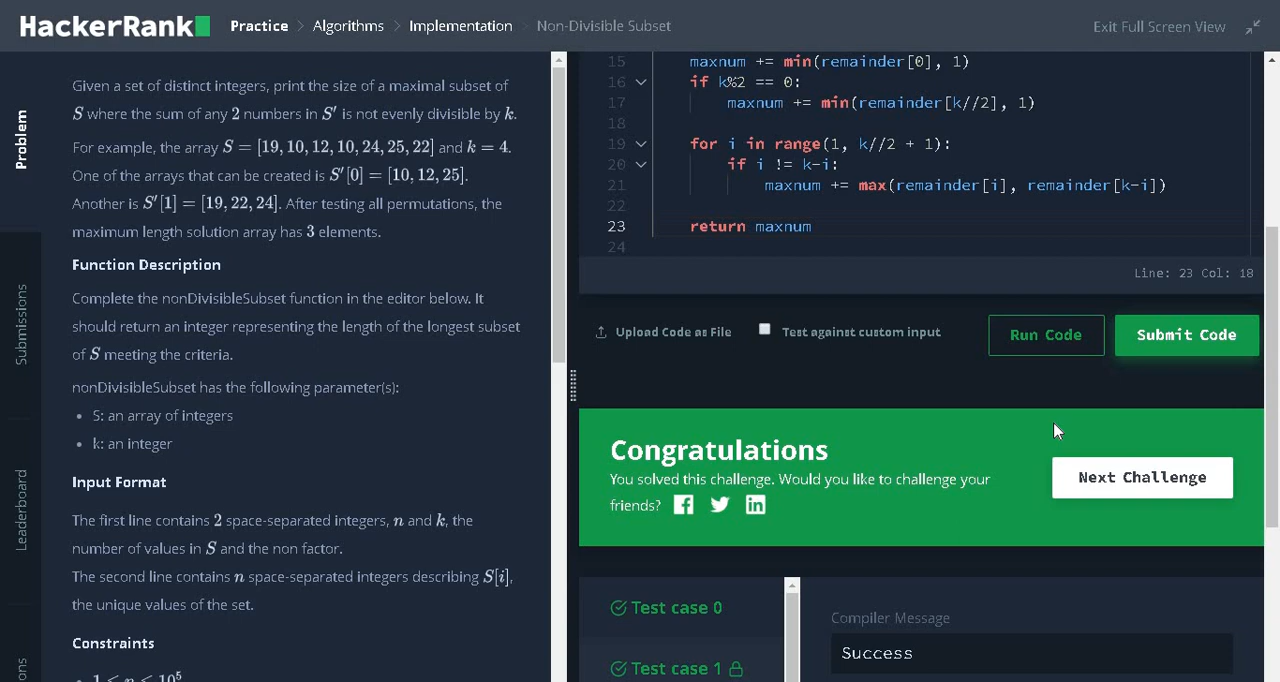 HackerRank Practice > Algorithms > Implementation > Non-Divisible Subset Exit Full Screen View
Problem
Submissions
Leaderboard
Given a set of distinct integers, print the size of a maximal subset of
S where the sum of any 2 numbers in S' is not evenly divisible by k.
For example, the array S = [19, 10, 12, 10, 24, 25, 22] and k = 4.
One of the arrays that can be created is S'[0] = [10, 12, 25].
Another is S'[1] = [19, 22, 24]. After testing all permutations, the
maximum length solution array has 3 elements.
Function Description
Complete the nonDivisibleSubset function in the editor below. It
should return an integer representing the length of the longest subset
of S meeting the criteria.
nonDivisibleSubset has the following parameter(s):
• S: an array of integers
• k: an integer
Input Format
The first line contains 2 space-separated integers, n and k, the
number of values in S and the non factor.
The second line contains n space-separated integers describing S[i],
the unique values of the set.
Constraints
15 maxnum += min(remainder[0], 1)
16 if k%2 == 0:
17 maxnum += min(remainder[k//2], 1)
18
19 for i in range(1, k//2 + 1):
20 if i != k-i:
21 maxnum += max(remainder[i], remainder[k-i])
22
23 return maxnum
24
Line: 23 Col: 18
Upload Code as File Test against custom input Run Code Submit Code
Congratulations
You solved this challenge. Would you like to challenge your
friends?
Next Challenge
Test case 0
Test case 1
Compiler Message
Success